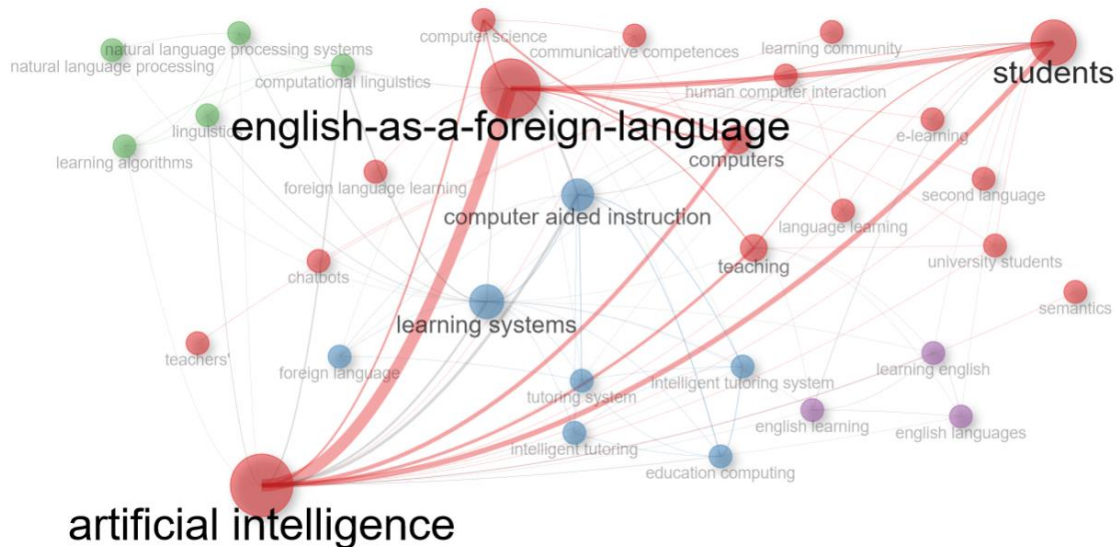 computer science
natural language processing systems
communicative competences
learning community
natural language processing
students
computational linguistics
human computer interaction
linguistics
english-as-a-foreign-language
e-learning
learning algorithms
computers
foreign language learning
second language
computer aided instruction
language learning
chatbots
teaching
university students
semantics
learning systems
teachers'
foreign language
learning english
tutoring system
intelligent tutoring system
english learning
english languages
intelligent tutoring
education computing
artificial intelligence